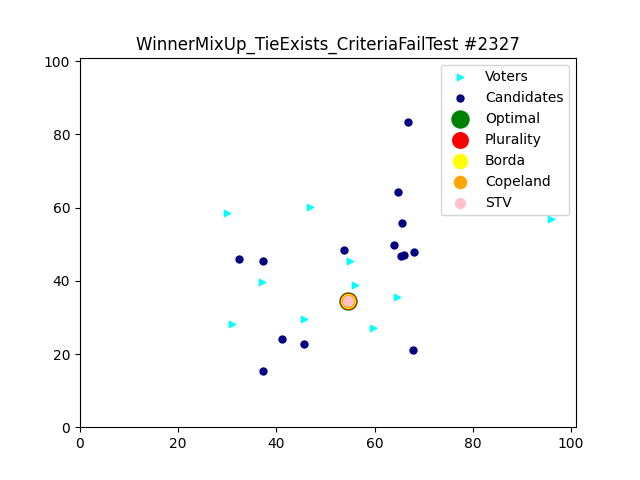 WinnerMixUp_TieExists_CriteriaFailTest #2327
100
80
60
40
20
0
0
20
40
60
80
100
Voters
Candidates
Optimal
Plurality
Borda
Copeland
STV